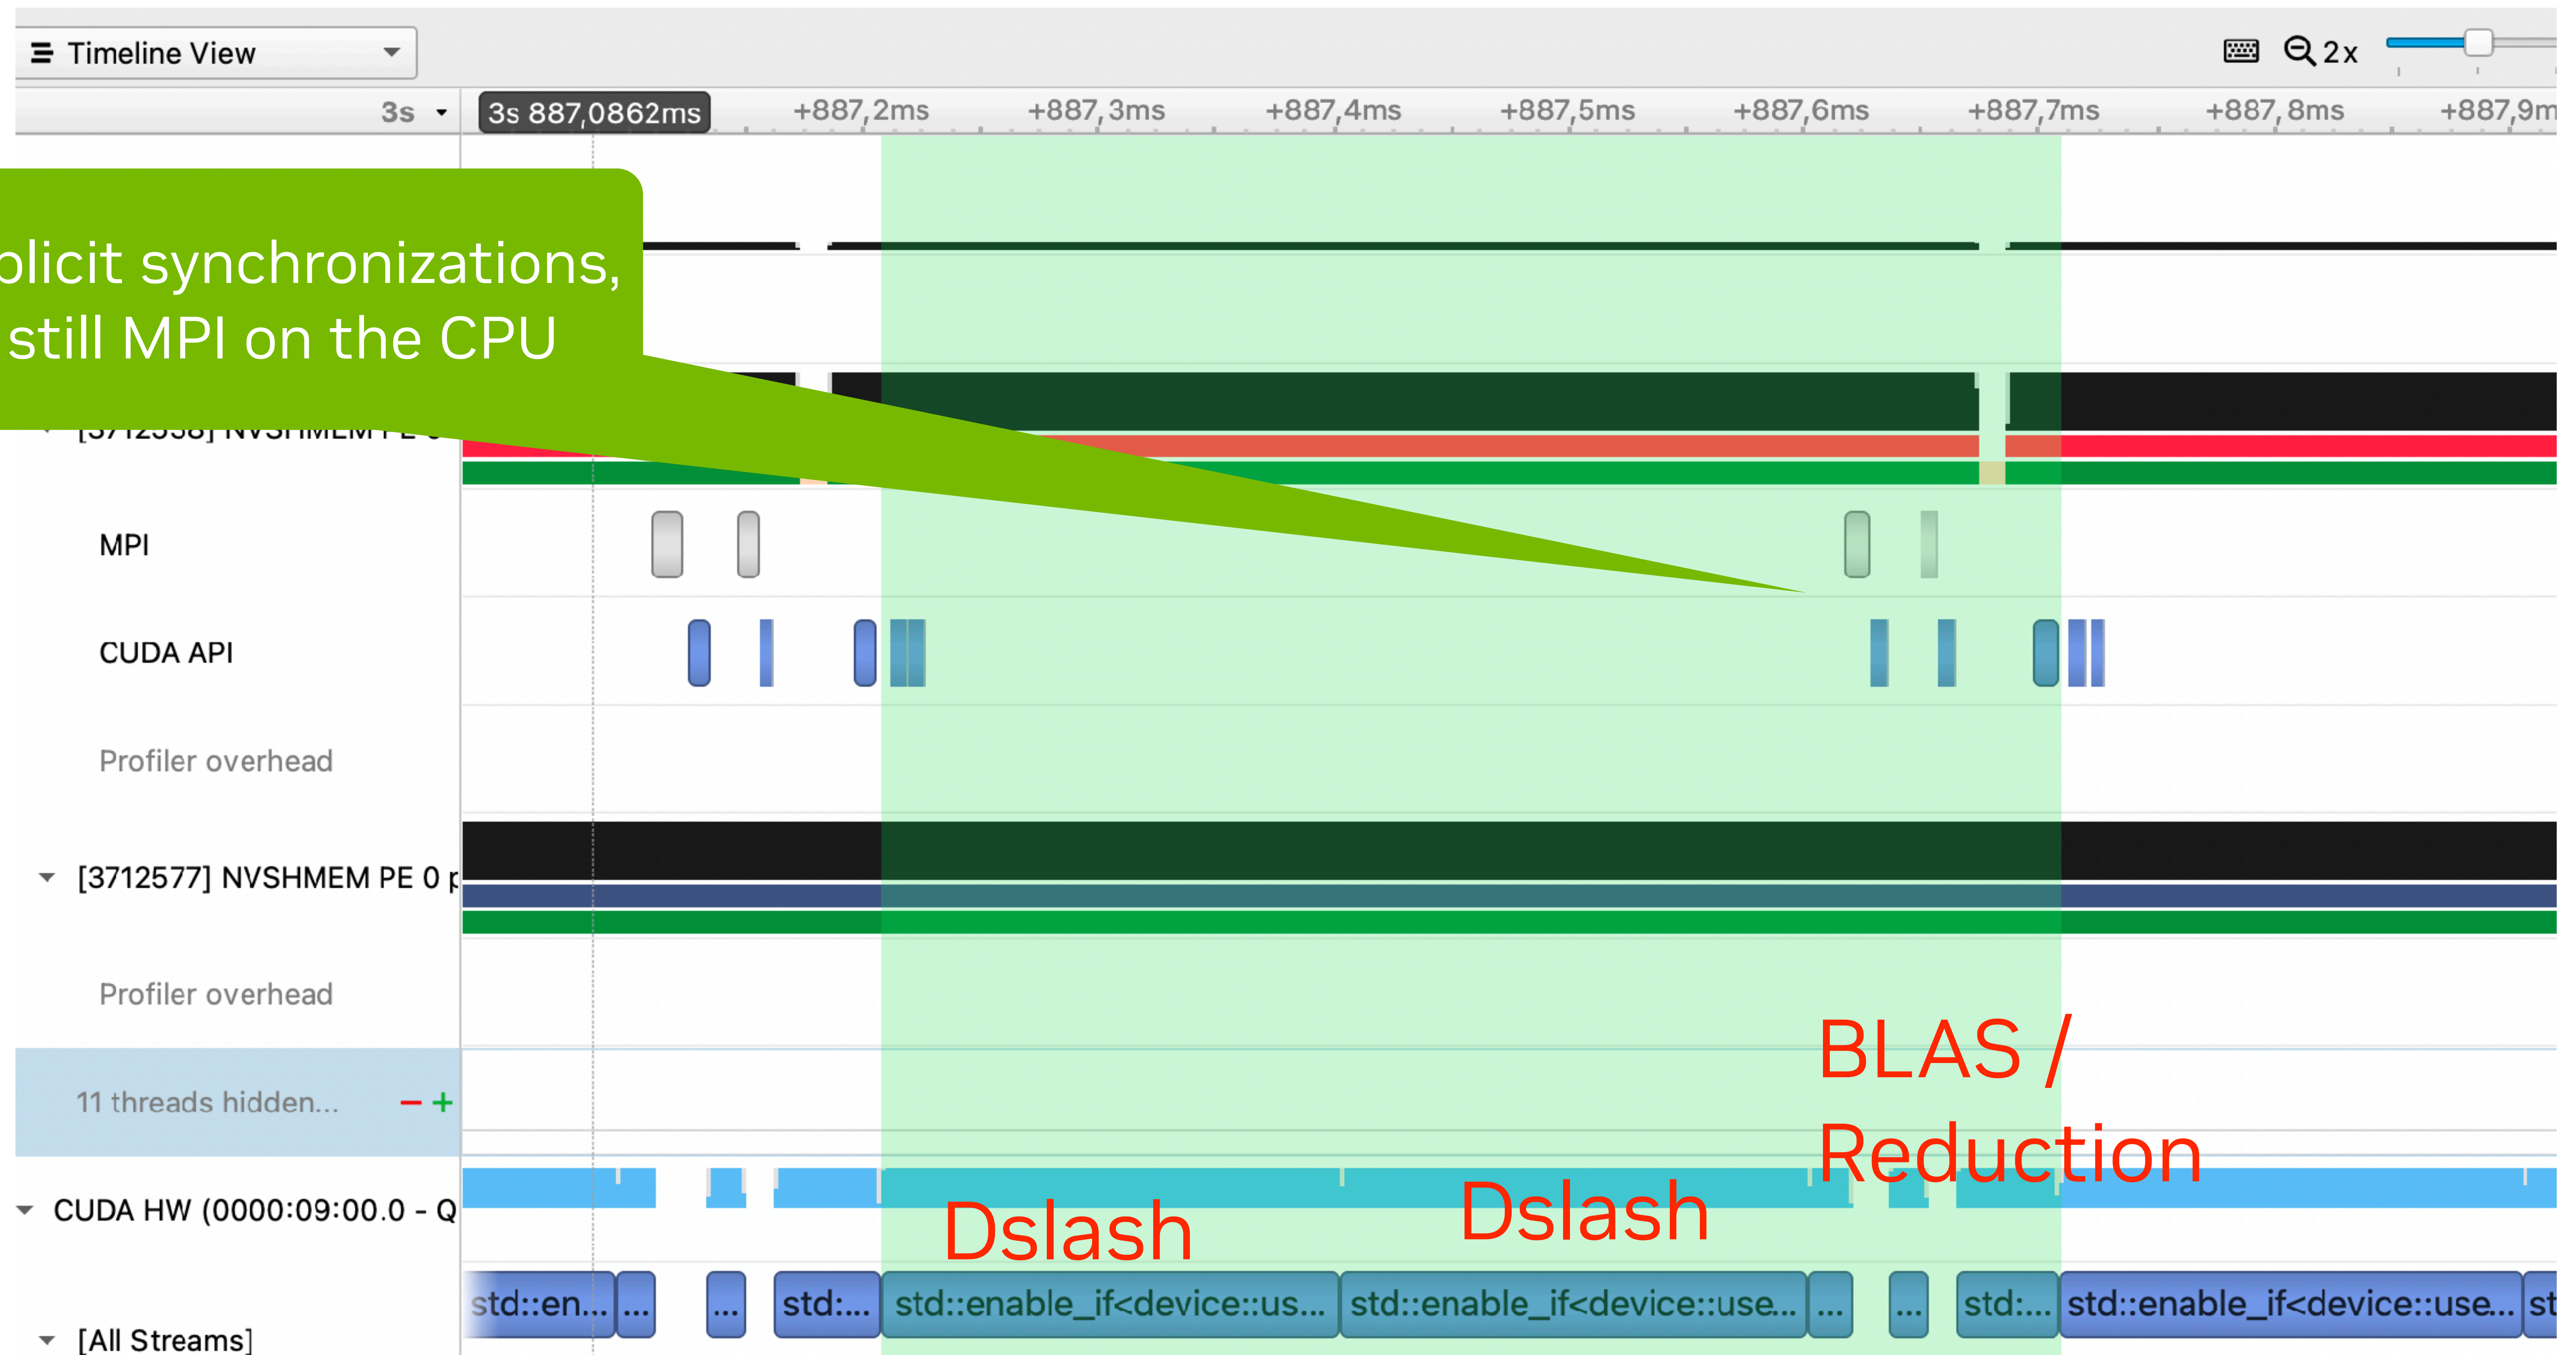 Timeline View
2x
3s
3s 887,0862ms
+887,2ms
+887,3ms
+887,4ms
+887,5ms
+887,6ms
+887,7ms
+887,8ms
+887,9m
plicit synchronizations,
still MPI on the CPU
MPI
CUDA API
Profiler overhead
[3712577] NVSHMEM PE 0 p
Profiler overhead
BLAS /
Reduction
11 threads hidden...
CUDA HW (0000:09:00.0 - Q
Dslash
Dslash
std::en...
...
...
std:...
std::enable_if<device::us...
std::enable_if<device::use...
...
...
std:...
std::enable_if<device::use...
st
[All Streams]